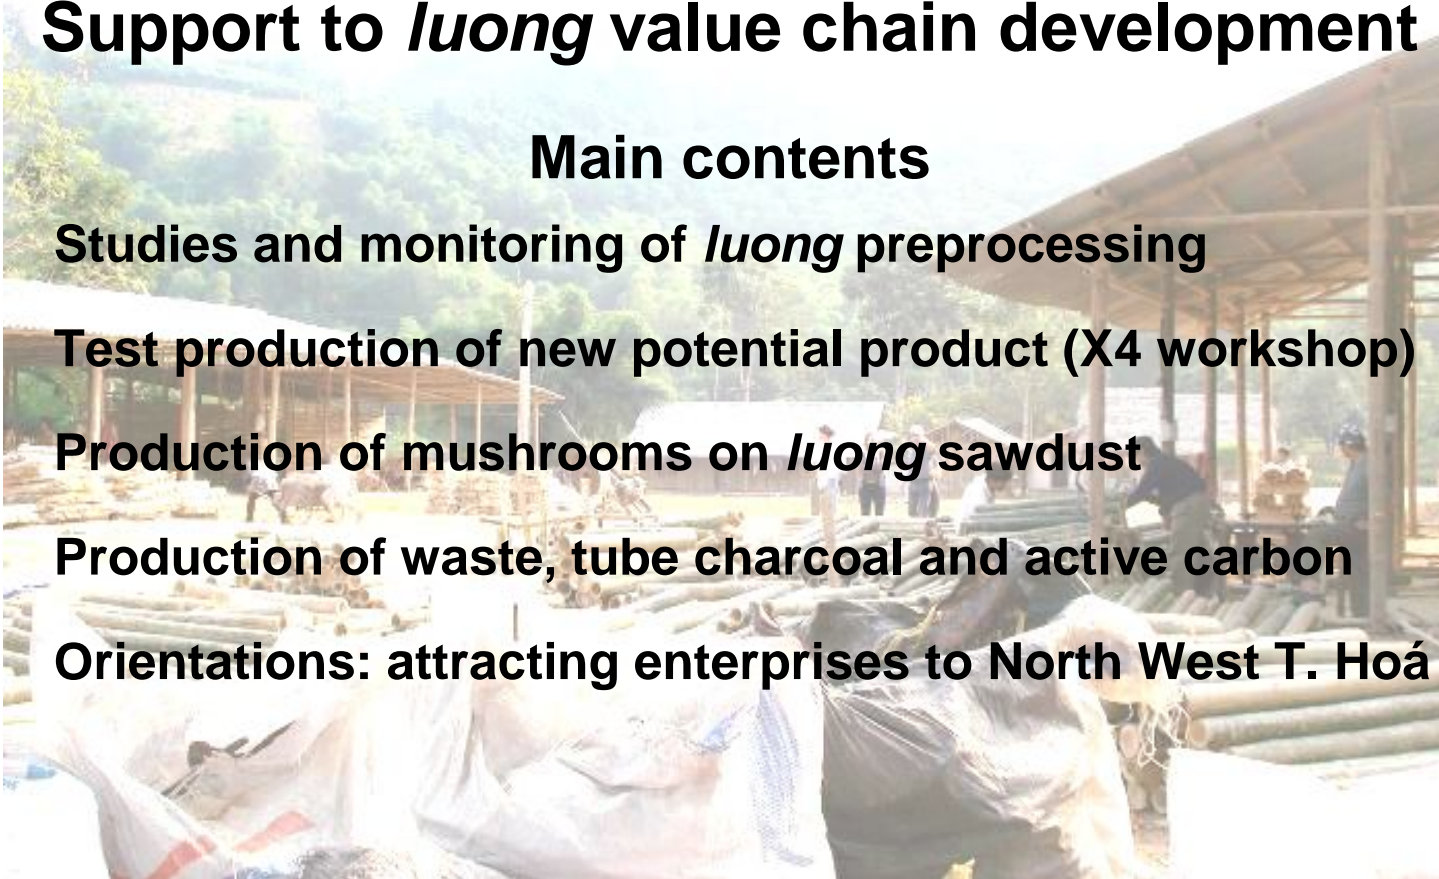 Support to luong value chain development
Main contents
Studies and monitoring of luong preprocessing
Test production of new potential product (X4 workshop)
Production of mushrooms on luong sawdust
Production of waste, tube charcoal and active carbon
Orientations: attracting enterprises to North West T. Hoá